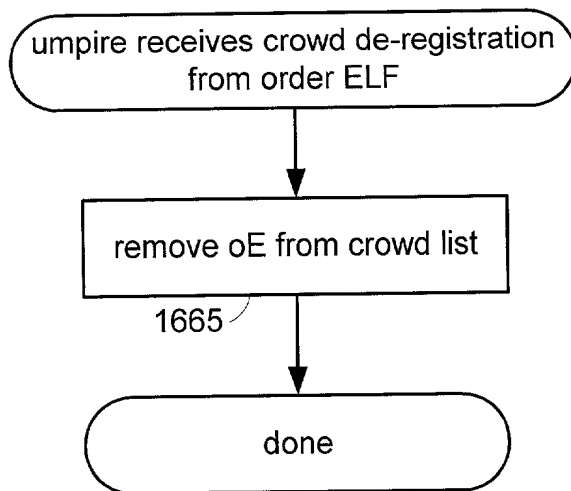 umpire receives crowd de-registration
from order ELF
remove oE from crowd list
1665
done